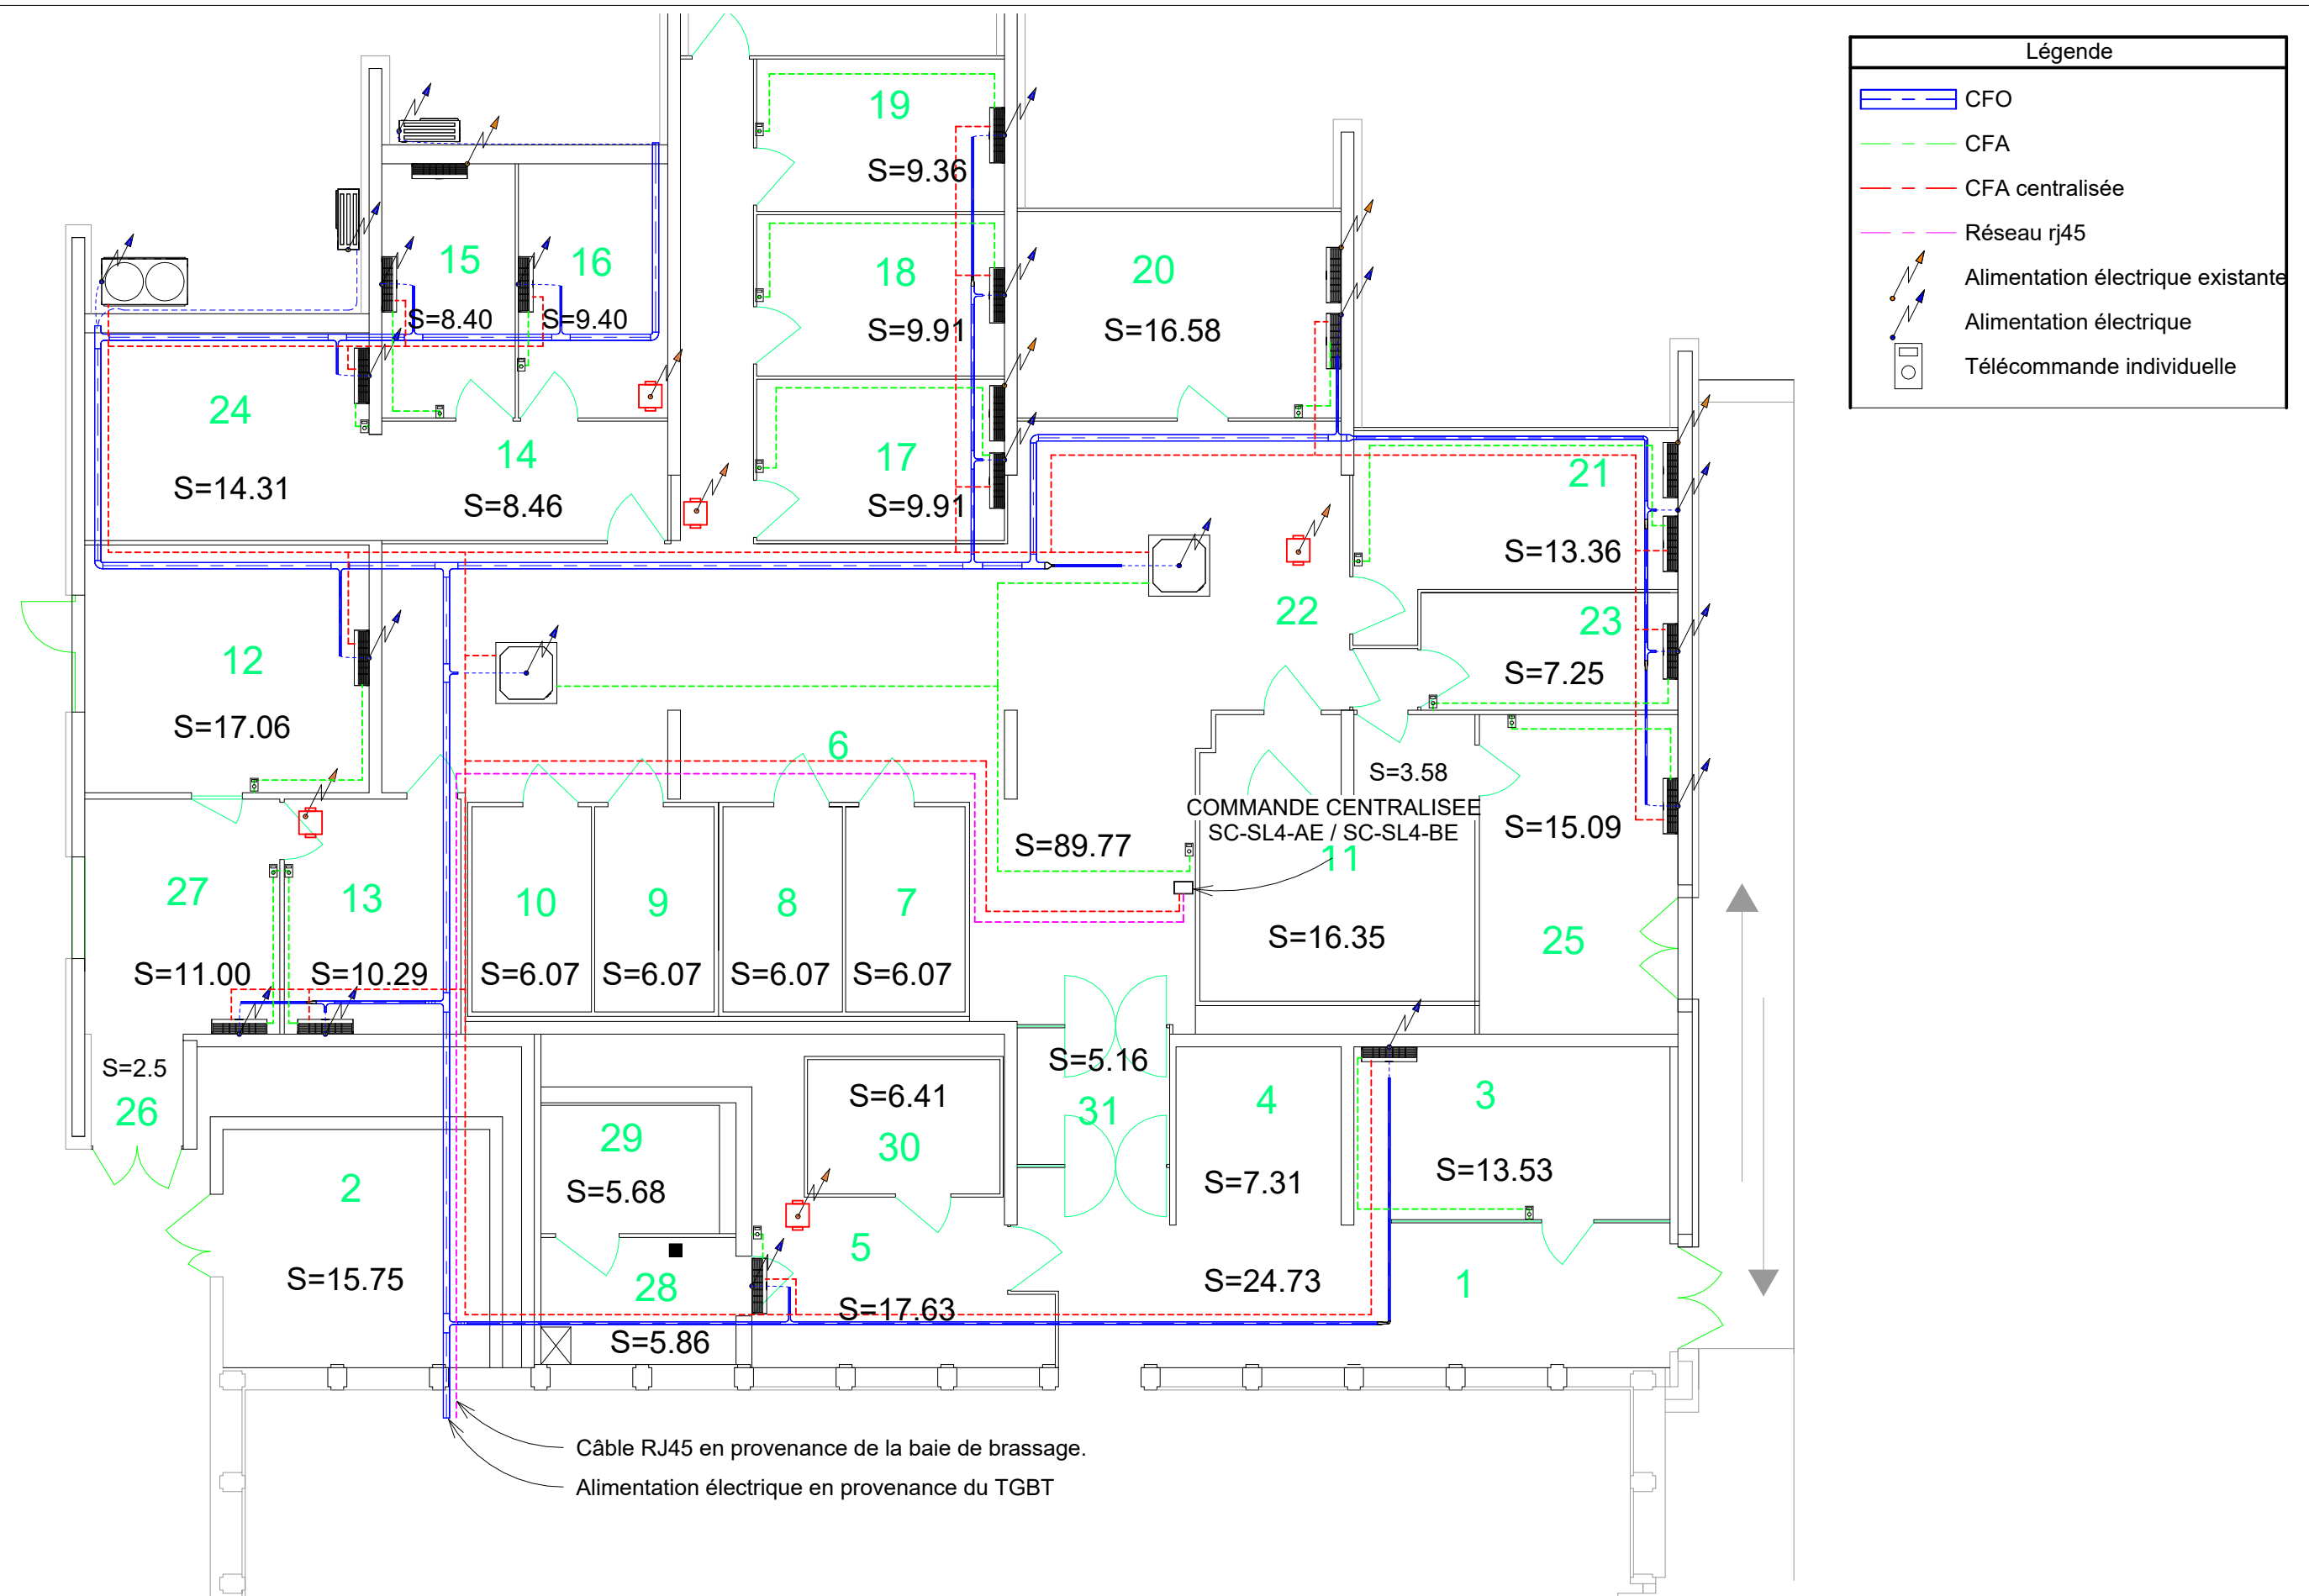 Légende
CFO
CFA
CFA centralisée
Réseau rj45
Alimentation électrique existante
Alimentation électrique
Télécommande individuelle
19
S=9.36
15
S=8.40
16
S=9.40
18
S=9.91
20
S=16.58
24
S=14.31
14
S=8.46
17
S=9.91
21
S=13.36
22
23
S=7.25
12
S=17.06
6
S=3.58
COMMANDE CENTRALISEE
SC-SL4-AE / SC-SL4-BE
S=89.77
11
S=16.35
S=15.09
25
27
S=11.00
13
S=10.29
10
S=6.07
9
S=6.07
8
S=6.07
7
S=6.07
S=2.5
26
S=5.16
31
S=6.41
30
29
S=5.68
4
S=7.31
3
S=13.53
2
S=15.75
28
S=5.86
5
S=17.63
S=24.73
1
Câble RJ45 en provenance de la baie de brassage.
Alimentation électrique en provenance du TGBT